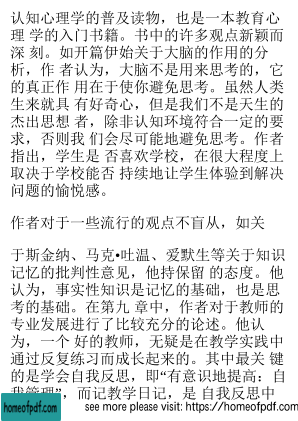 认知心理学的普及读物，也是一本教育心
理 学的入门书籍。书中的许多观点新颖而
深 刻。如开篇伊始关于大脑的作用的分
析，作 者认为，大脑不是用来思考的，它
的真正作 用在于使你避免思考。虽然人类
生来就具 有好奇心，但是我们不是天生的
杰出思想 者，除非认知环境符合一定的要
求，否则我 们会尽可能地避免思考。作者
指出，学生是 否喜欢学校，在很大程度上
取决于学校能否 持续地让学生体验到解决
问题的愉悦感。
作者对于一些流行的观点不盲从，如关
于斯金纳、马克•吐温、爱默生等关于知识
记忆的批判性意见，他持保留 的态度。他
认为，事实性知识是记忆的基础，也是思
考的基础。在第九 章中，作者对于教师的
专业发展进行了比较充分的论述。他认
为，一个 好的教师，无疑是在教学实践中
通过反复练习而成长起来的。其中最关 键
的是学会自我思考，即“有意识地提高：自
我管理”，而记教学日记，是 自我反思中
homeofpdf.com
see more please visit: https://homeofpdf.com